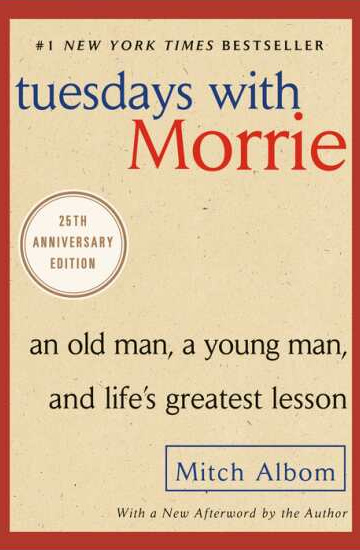 #1 NEW YORK TIMES BESTSELLER
tuesdays with
Morrie
25TH
ANNIVERSARY
EDITION
an old man, a young man,
and life's greatest lesson
Mitch Albom
With a New Afterword by the Author